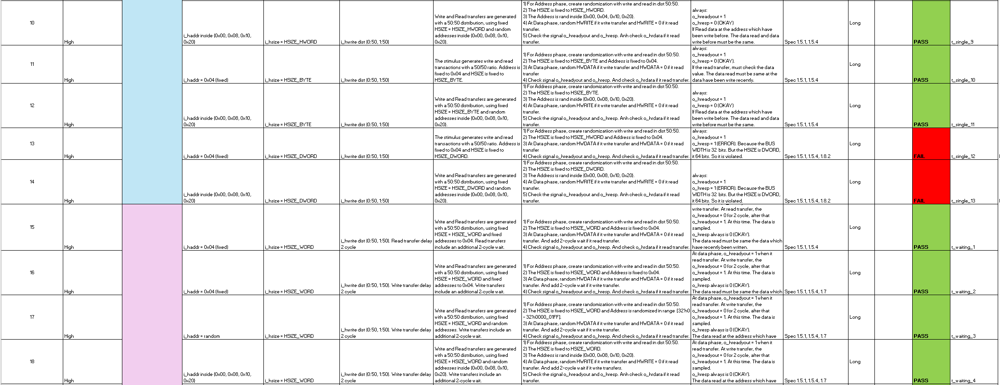 10
High
i_haddr inside {0x00, 0x08, 0x10,
0x20}
i_hsize = HSIZE_HWORD
i_hwrite dist {0:50, 1:50}
Write and Read transfers are generated
with a 50:50 distribution, using fixed
HSIZE = HSIZE_HWORD and random
addresses inside {0x00, 0x08, 0x10,
0x20}.
1) For Address phase, create randomization with write and read in dist 50:50.
2) The HSIZE is fixed to HSIZE_HWORD.
3) The Address is rand inside {0x00, 0x04, 0x10, 0x20}.
4) At Data phase, random HWRITE if it write transfer and HWRITE = 0 if it read
transfer.
5) Check the signal o_hreadyout and o_hresp. Anh check o_hrdata if it read
transfer.
always:
o_hreadyout = 1
o_hresp = 0 (OKAY)
If Read data at the address which have
been write before. The data read and data
write before must be the same.
Spec 1.5.1, 1.5.4
Long
PASS
t_single_9
11
High
i_haddr = 0x04 (fixed)
i_hsize = HSIZE_BYTE
i_hwrite dist {0:50, 1:50}
The stimulus generates write and read
transactions with a 50/50 ratio. Address is
fixed to 0x04 and HSIZE is fixed to
HSIZE_BYTE.
1) For Address phase, create randomizatiion with write and read in dist 50:50.
2) The HSIZE is fixed to HSIZE_BYTE and Address is fixed to 0x04.
3) At Data phase, random HWDATA if it write transfer and HWDATA = 0 if it read
transfer
4) Check signal o_hreadyout and o_hresp. And check o_hrdata if read transfer.
always:
o_hreadyout = 1
o_hresp = 0 (OKAY).
If the read transfer, must check the data
value. The data read must be same at the
data have been write recently.
Spec 1.5.1, 1.5.4
Long
PASS
t_single_10
12
High
i_haddr inside {0x00, 0x08, 0x10,
0x20}
i_hsize = HSIZE_BYTE
i_hwrite dist {0:50, 1:50}
Write and Read transfers are generated
with a 50:50 distribution, using fixed
HSIZE = HSIZE_BYTE and random
addresses inside {0x00, 0x08, 0x10,
0x20}.
1) For Address phase, create randomization with write and read in dist 50:50.
2) The HSIZE is fixed to HSIZE_BYTE.
3) The Address is rand inside {0x00, 0x08, 0x10, 0x20}.
4) At Data phase, random HWRITE if it write transfer and HWRITE = 0 if it read
transfer.
5) Check the signal o_hreadyout and o_hresp. Anh check o_hrdata if it read
transfer.
always:
o_hreadyout = 1
o_hresp = 0 (OKAY)
If Read data at the address which have
been write before. The data read and data
write before must be the same.
Spec 1.5.1, 1.5.4
Long
PASS
t_single_11
13
High
i_haddr = 0x04 (fixed)
i_hsize = HSIZE_DWORD
i_hwrite dist {0:50, 1:50}
The stimulus generates write and read
transactions with a 50/50 ratio. Address is
fixed to 0x04 and HSIZE is fixed to
HSIZE_DWORD.
1) For Address phase, create randomizatiion with write and read in dist 50:50.
2) The HSIZE is fixed to HSIZE_HWORD and Address is fixed to 0x04.
3) At Data phase, random HWDATA if it write transfer and HWDATA = 0 if it read
transfer
4) Check signal o_hreadyout and o_hresp. And check o_hrdata if read transfer.
always:
o_hreadyout = 1
o_hresp = 1 (ERROR). Because the BUS
WIDTH is 32 bits. But the HSIZE is DWORD,
it 64 bits. So it is violated.
Spec 1.5.1, 1.5.4, 1.8.2
Long
FAIL
t_single_12
14
High
i_haddr inside {0x00, 0x08, 0x10,
0x20}
i_hsize = HSIZE_DWORD
i_hwrite dist {0:50, 1:50}
Write and Read transfers are generated
with a 50:50 distribution, using fixed
HSIZE = HSIZE_DWORD and random
addresses inside {0x00, 0x08, 0x10,
0x20}.
1) For Address phase, create randomization with write and read in dist 50:50.
2) The HSIZE is fixed to HSIZE_DWORD.
3) The Address is rand inside {0x00, 0x08, 0x10, 0x20}.
4) At Data phase, random HWRITE if it write transfer and HWRITE = 0 if it read
transfer.
5) Check the signal o_hreadyout and o_hresp. Anh check o_hrdata if it read
transfer.
always:
o_hreadyout = 1
o_hresp = 1 (ERROR). Because the BUS
WIDTH is 32 bits. But the HSIZE is DWORD,
it 64 bits. So it is violated.
Spec 1.5.1, 1.5.4, 1.8.2
Long
FAIL
t_single_13
15
High
i_haddr = 0x04 (fixed)
i_hsize = HSIZE_WORD
i_hwrite dist {0:50, 1:50}. Read transfer delay
2 cycle
Write and Read transfers are generated
with a 50:50 distribution, using fixed
HSIZE = HSIZE_WORD and fixed
addresses to 0x04. Read transfers
include an additional 2-cycle wait.
1) For Address phase, create randomizatiion with write and read in dist 50:50.
2) The HSIZE is fixed to HSIZE_WORD and Address is fixed to 0x04.
3) At Data phase, random HWDATA if it write transfer and HWDATA = 0 if it read
transfer. And add 2-cycle wait if it read transfer.
4) Check signal o_hreadyout and o_hresp. And check o_hrdata if read transfer.
write transfer. At read transfer, the
o_hreadyout = 0 for 2 cycle, after that
o_hreadyout = 1. At this time. The data is
sampled.
o_hresp always is 0 (OKAY).
The data read must be same the data which
have recently been written.
Spec 1.5.1, 1.5.4
Long
PASS
t_waiting_1
16
High
i_haddr = 0x04 (fixed)
i_hsize = HSIZE_WORD
i_hwrite dist {0:50, 1:50}. Write transfer delay
2 cycle
Write and Read transfers are generated
with a 50:50 distribution, using fixed
HSIZE = HSIZE_WORD and fixed
addresses to 0x04. Write transfers
include an additional 2-cycle wait.
1) For Address phase, create randomizatiion with write and read in dist 50:50.
2) The HSIZE is fixed to HSIZE_WORD and Address is fixed to 0x04.
3) At Data phase, random HWDATA if it write transfer and HWDATA = 0 if it read
transfer. And add 2-cycle wait if it write transfer.
4) Check signal o_hreadyout and o_hresp. And check o_hrdata if read transfer.
At data phase, o_hreadyout = 1 when it
read transfer. At write transfer, the
o_hreadyout = 0 for 2 cycle, after that
o_hreadyout = 1. At this time. The data is
sampled.
o_hresp always is 0 (OKAY).
The data read must be same the data which
Spec 1.5.1, 1.5.4, 1.7
Long
PASS
t_waiting_2
17
High
i_haddr = random
i_hsize = HSIZE_WORD
i_hwrite dist {0:50, 1:50}. Write transfer delay
2 cycle
Write and Read transfers are generated
with a 50:50 distribution, using fixed
HSIZE = HSIZE_WORD and random
addresses. Write transfers include an
additional 2-cycle wait.
1) For Address phase, create randomizatiion with write and read in dist 50:50.
2) The HSIZE is fixed to HSIZE_WORD and Address is randomized in range [32'h0
- 32'h0000_01FF].
3) At Data phase, random HWDATA if it write transfer and HWDATA = 0 if it read
transfer. And add 2-cycle wait if it write transfer.
4) Check signal o_hreadyout and o_hresp. And check o_hrdata if read transfer.
At data phase, o_hreadyout = 1 when it
read transfer. At write transfer, the
o_hreadyout = 0 for 2 cycle, after that
o_hreadyout = 1. At this time. The data is
sampled.
o_hresp always is 0 (OKAY).
The data read at the address which have
Spec 1.5.1, 1.5.4, 1.7
Long
PASS
t_waiting_3
18
High
i_haddr inside {0x00, 0x08, 0x10,
0x20}
i_hsize = HSIZE_WORD
i_hwrite dist {0:50, 1:50}. Write transfer delay
2 cycle
Write and Read transfers are generated
with a 50:50 distribution, using fixed
HSIZE = HSIZE_WORD and random
addresses inside {0x00, 0x08, 0x10,
0x20}. Write transfers include an
additional 2-cycle wait.
1) For Address phase, create randomization with write and read in dist 50:50.
2) The HSIZE is fixed to HSIZE_WORD.
3) The Address is rand inside {0x00, 0x08, 0x10, 0x20}.
4) At Data phase, random HWRITE if it write transfer and HWRITE = 0 if it read
transfer. And add 2-cycle wait if it write transfers.
5) Check the signal o_hreadyout and o_hresp. Anh check o_hrdata if it read
transfer.
At data phase, o_hreadyout = 1 when it
read transfer. At write transfer, the
o_hreadyout = 0 for 2 cycle, after that
o_hreadyout = 1. At this time. The data is
sampled.
o_hresp always is 0 (OKAY).
The data read at the address which have
Spec 1.5.1, 1.5.4, 1.7
Long
PASS
t_waiting_4